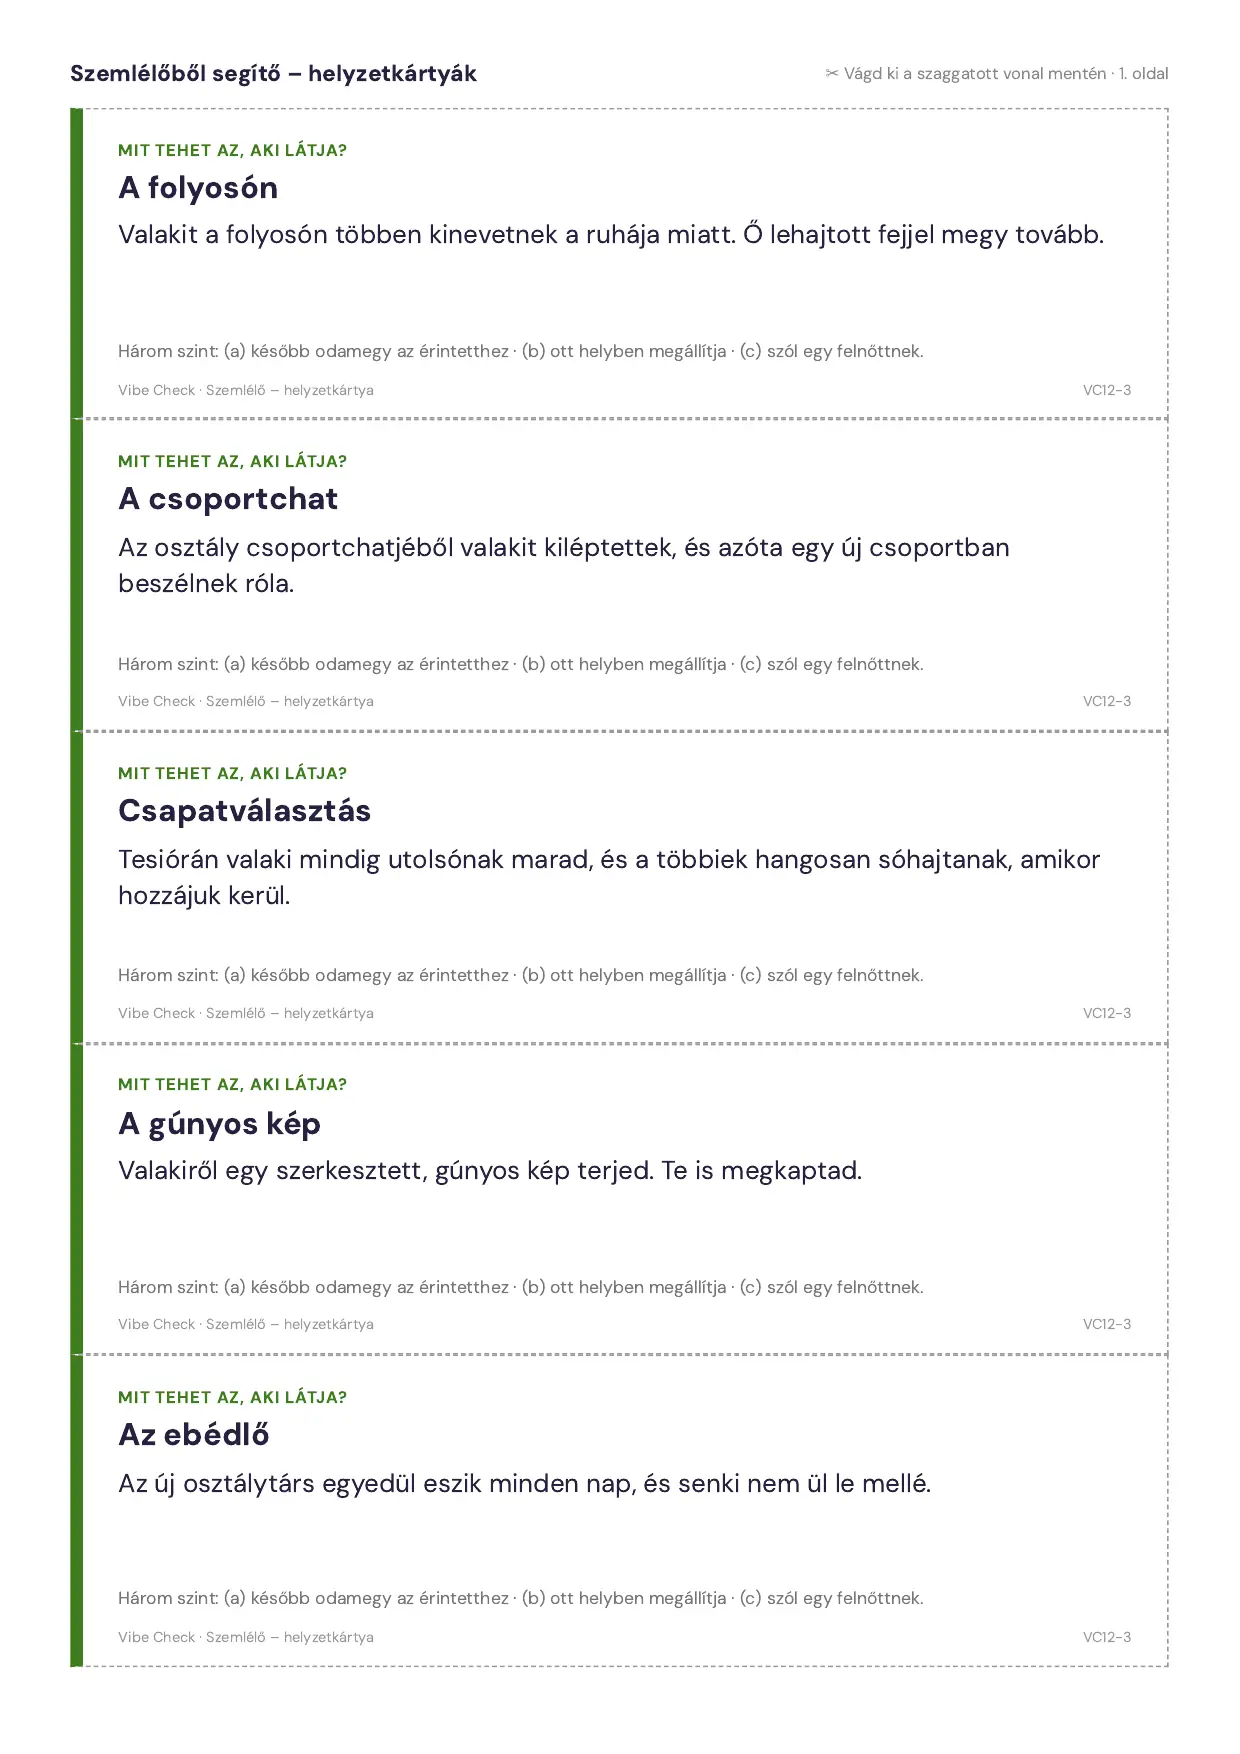 Szemlélőből segítő – helyzetkártyák
✂ Vágd ki a szaggatott vonal mentén · 1. oldal
MIT TEHET AZ, AKI LÁTJA?
A folyosón
Valakit a folyosón többen kinevetnek a ruhája miatt. Ő lehajtott fejjel megy tovább.
Három szint: (a) később odamegy az érintetthez · (b) ott helyben megállítja · (c) szól egy felnőttnek.
Vibe Check · Szemlélő – helyzetkártya VC12-3
MIT TEHET AZ, AKI LÁTJA?
A csoportchat
Az osztály csoportchatjéből valakit kiléptettek, és azóta egy új csoportban
beszélnek róla.
Három szint: (a) később odamegy az érintetthez · (b) ott helyben megállítja · (c) szól egy felnőttnek.
Vibe Check · Szemlélő – helyzetkártya VC12-3
MIT TEHET AZ, AKI LÁTJA?
Csapatválasztás
Tesiórán valaki mindig utolsónak marad, és a többiek hangosan sóhajtanak, amikor
hozzájuk kerül.
Három szint: (a) később odamegy az érintetthez · (b) ott helyben megállítja · (c) szól egy felnőttnek.
Vibe Check · Szemlélő – helyzetkártya VC12-3
MIT TEHET AZ, AKI LÁTJA?
A gúnyos kép
Valakiről egy szerkesztett, gúnyos kép terjed. Te is megkaptad.
Három szint: (a) később odamegy az érintetthez · (b) ott helyben megállítja · (c) szól egy felnőttnek.
Vibe Check · Szemlélő – helyzetkártya VC12-3
MIT TEHET AZ, AKI LÁTJA?
Az ebédlő
Az új osztálytárs egyedül eszik minden nap, és senki nem ül le mellé.
Három szint: (a) később odamegy az érintetthez · (b) ott helyben megállítja · (c) szól egy felnőttnek.
Vibe Check · Szemlélő – helyzetkártya VC12-3